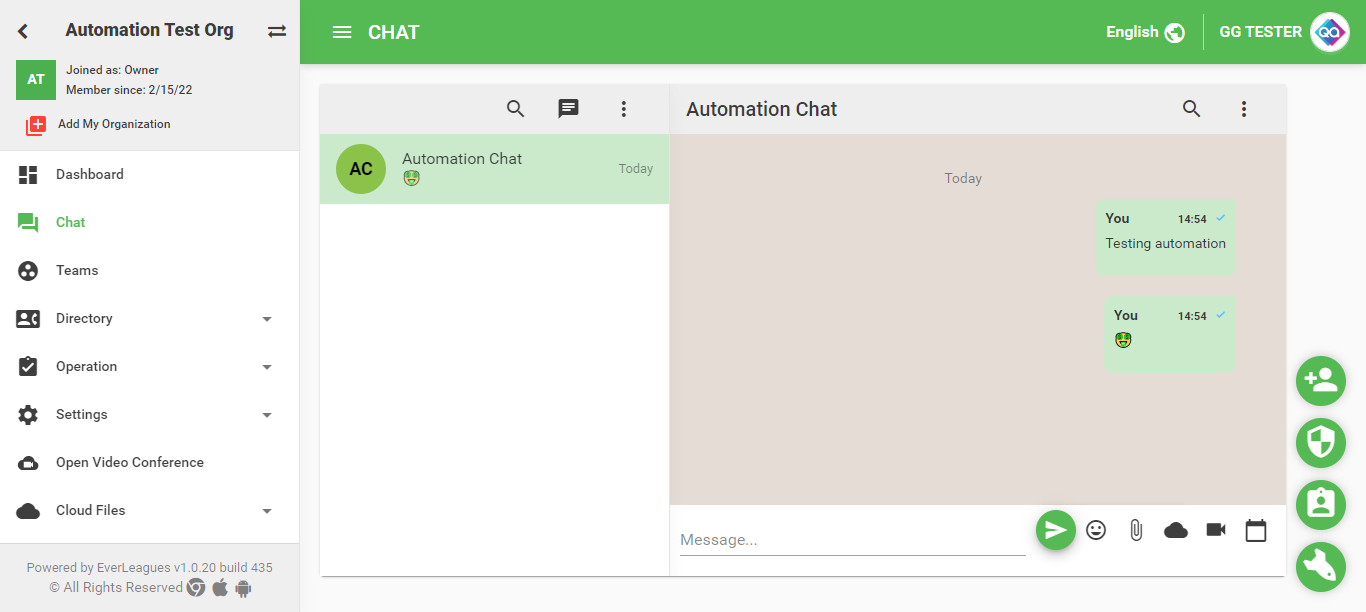 Automation Test Org
AT
Joined as: Owner
Member since: 2/15/22
Add My Organization
Dashboard
Chat
Teams
Directory
Operation
Settings
Open Video Conference
Cloud Files
Powered by EverLeagues v1.0.20 build 435
© All Rights Reserved
CHAT
English
GG TESTER
AC
Automation Chat
Today
Automation Chat
Today
You 14:54
Testing automation
You 14:54
Message...